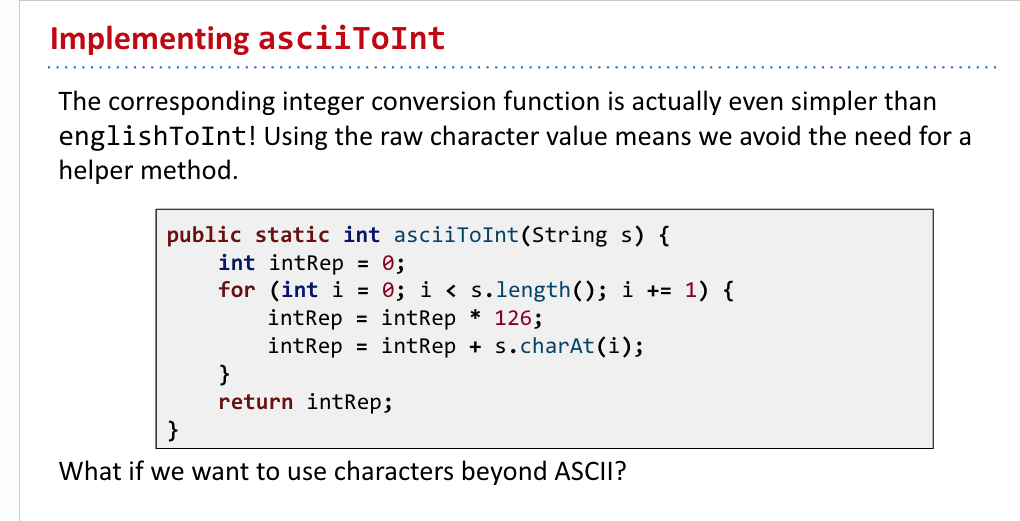 Implementing asciiToInt
The corresponding integer conversion function is actually even simpler than
englishToInt! Using the raw character value means we avoid the need for a
helper method.
public static int asciiToInt(String s) {
    int intRep = 0;
    for (int i = 0; i < s.length(); i += 1) {
        intRep = intRep * 126;
        intRep = intRep + s.charAt(i);
    }
    return intRep;
}
What if we want to use characters beyond ASCII?